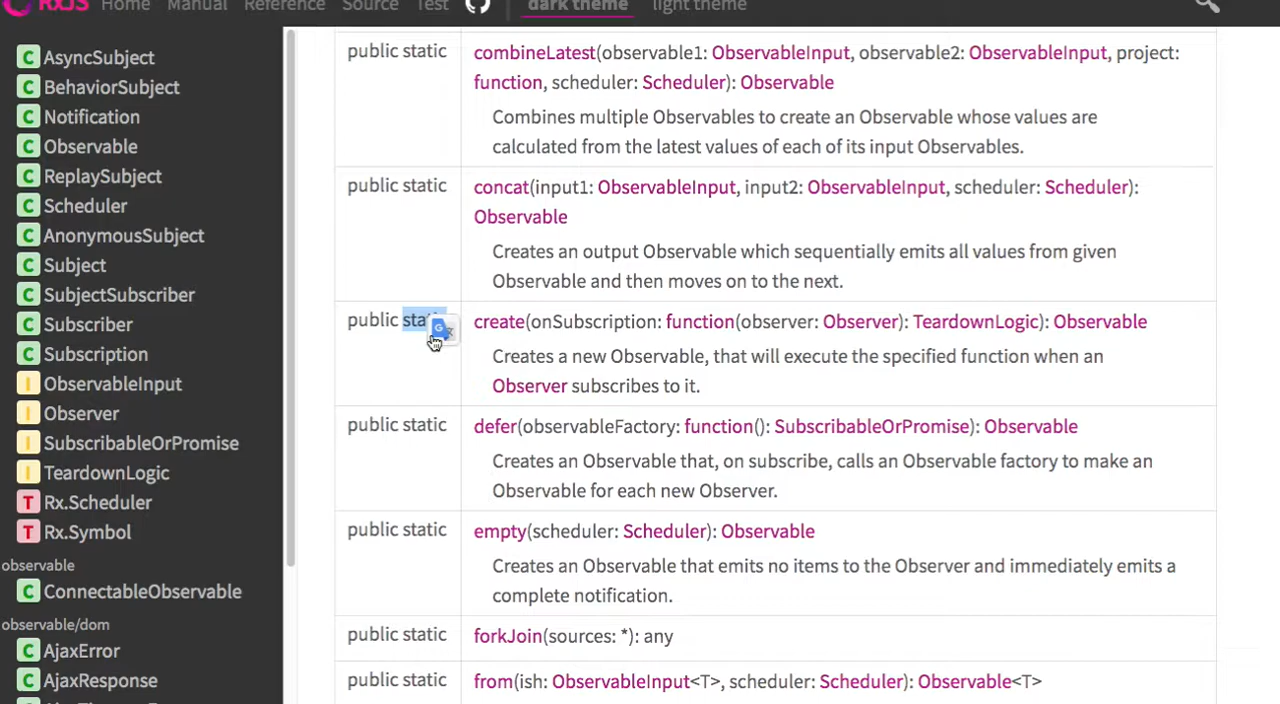 RxJS Home Manual Reference Source Test dark theme light theme
C AsyncSubject
C BehaviorSubject
C Notification
C Observable
C ReplaySubject
C Scheduler
C AnonymousSubject
C Subject
C SubjectSubscriber
C Subscriber
C Subscription
I ObservableInput
I Observer
I SubscribableOrPromise
I TeardownLogic
T Rx.Scheduler
T Rx.Symbol
observable
C ConnectableObservable
observable/dom
C AjaxError
C AjaxResponse
public static combineLatest(observable1: ObservableInput, observable2: ObservableInput, project:
function, scheduler: Scheduler): Observable
Combines multiple Observables to create an Observable whose values are
calculated from the latest values of each of its input Observables.
public static concat(input1: ObservableInput, input2: ObservableInput, scheduler: Scheduler):
Observable
Creates an output Observable which sequentially emits all values from given
Observable and then moves on to the next.
public static create(onSubscription: function(observer: Observer): TeardownLogic): Observable
Creates a new Observable, that will execute the specified function when an
Observer subscribes to it.
public static defer(observableFactory: function(): SubscribableOrPromise): Observable
Creates an Observable that, on subscribe, calls an Observable factory to make an
Observable for each new Observer.
public static empty(scheduler: Scheduler): Observable
Creates an Observable that emits no items to the Observer and immediately emits a
complete notification.
public static forkJoin(sources: *): any
public static from(ish: ObservableInput<T>, scheduler: Scheduler): Observable<T>